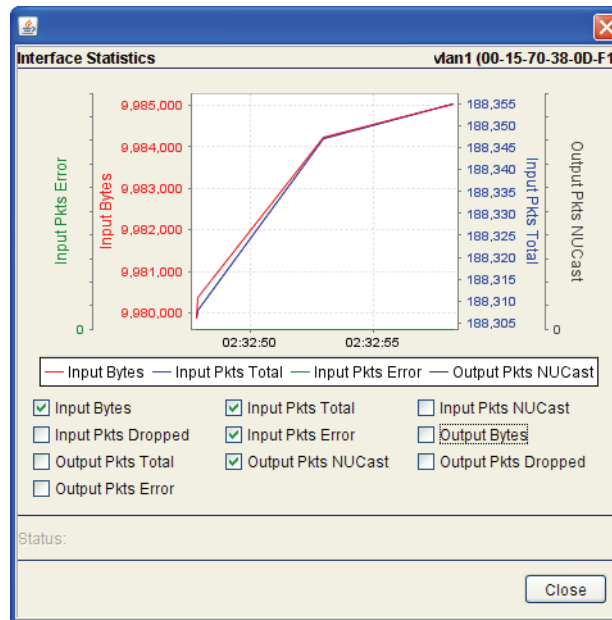 Interface Statistics vlan1 (00-15-70-38-0D-F1
Input Pkts Error
0
Input Bytes
9,985,000
9,984,000
9,983,000
9,982,000
9,981,000
9,980,000
188,355
188,350
188,345
188,340
188,335
188,330
188,325
188,320
188,315
188,310
188,305
Input Pkts Total
Output Pkts NUCast
0
02:32:50 02:32:55
Input Bytes Input Pkts Total Input Pkts Error Output Pkts NUCast
Input Bytes Input Pkts Total Input Pkts NUCast
Input Pkts Dropped Input Pkts Error Output Bytes
Output Pkts Total Output Pkts NUCast Output Pkts Dropped
Output Pkts Error
Status:
Close